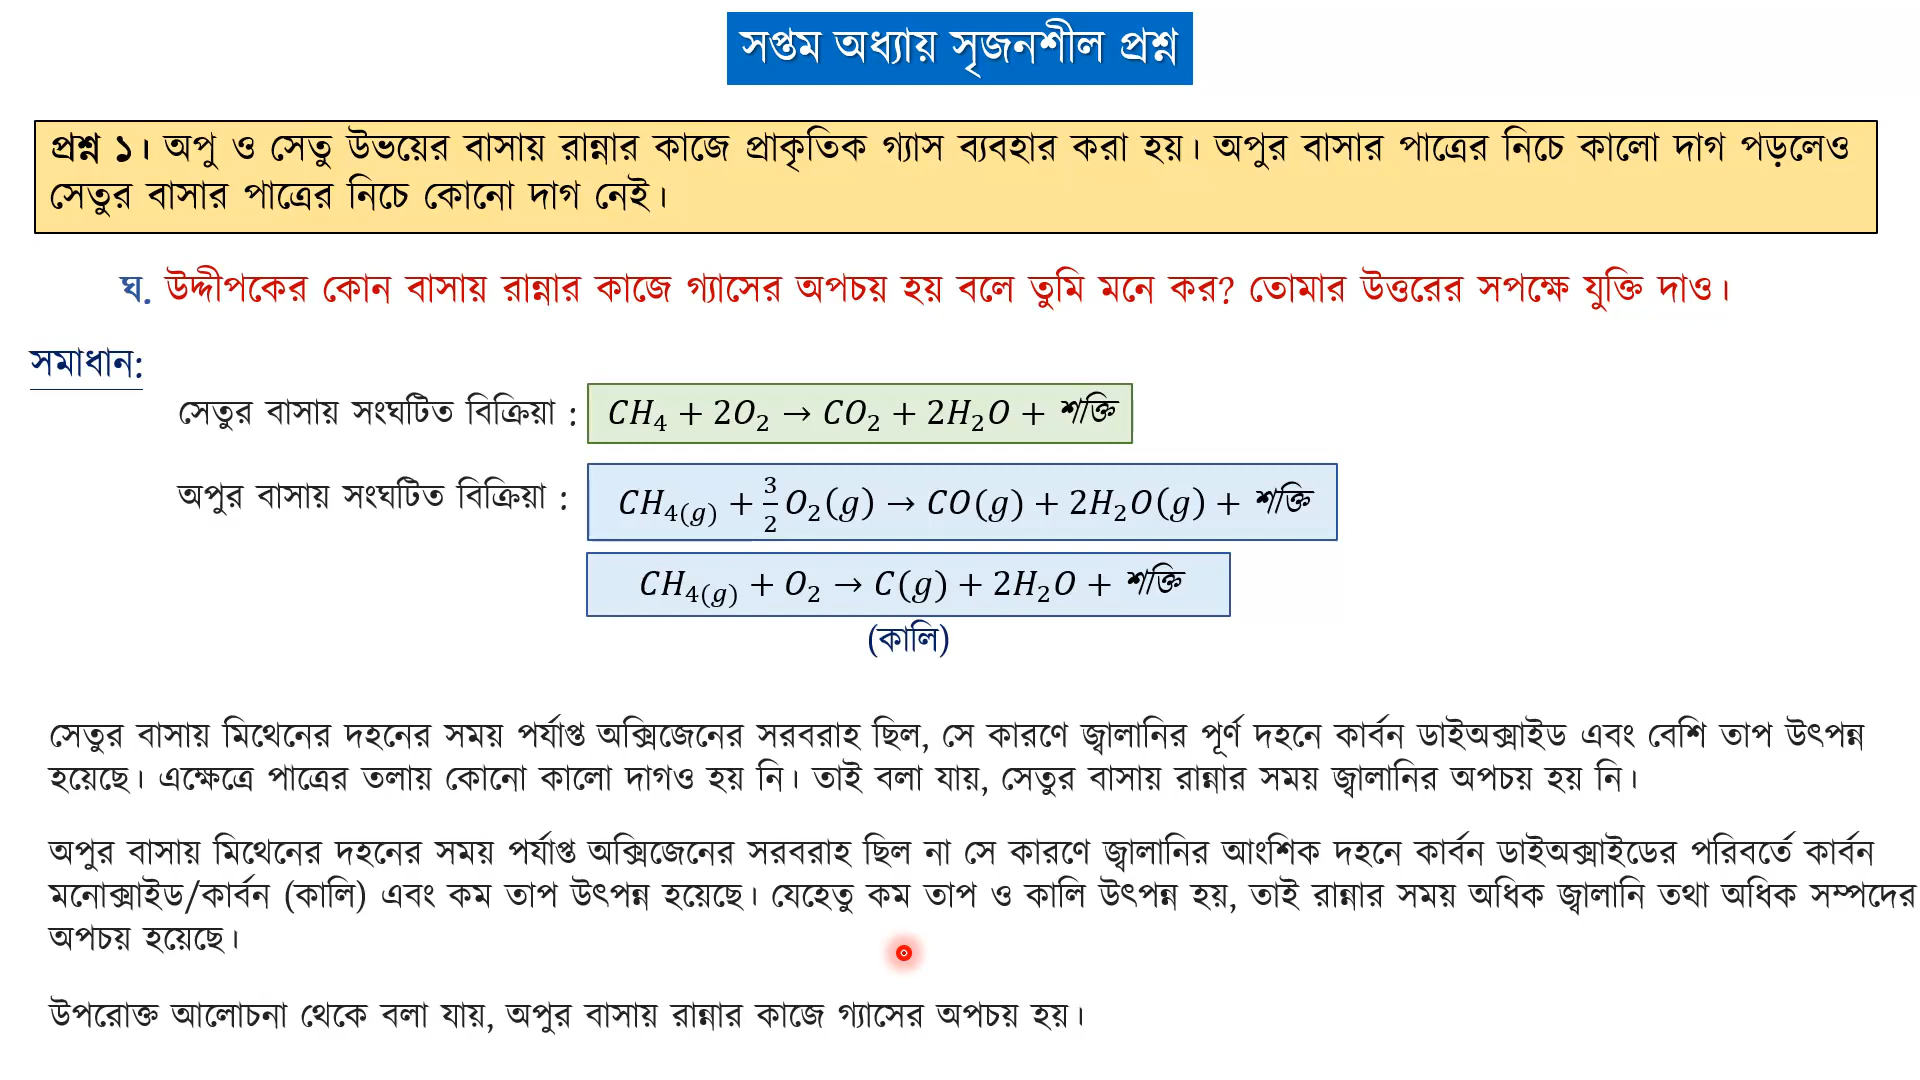 সপ্তম অধ্যায় সৃজনশীল প্রশ্ন
প্রশ্ন ১। অপু ও সেতু উভয়ের বাসায় রান্নার কাজে প্রাকৃতিক গ্যাস ব্যবহার করা হয়। অপুর বাসার পাত্রের নিচে কালো দাগ পড়লেও
সেতুর বাসার পাত্রের নিচে কোনো দাগ নেই।
ঘ. উদ্দীপকের কোন বাসায় রান্নার কাজে গ্যাসের অপচয় হয় বলে তুমি মনে কর? তোমার উত্তরের সপক্ষে যুক্তি দাও।
সমাধান:
সেতুর বাসায় সংঘটিত বিক্রিয়া : CH₄ + 2O₂ → CO₂ + 2H₂O + শক্তি
অপুর বাসায় সংঘটিত বিক্রিয়া : CH₄₍g₎ + 3/2 O₂(g) → CO(g) + 2H₂O(g) + শক্তি
CH₄₍g₎ + O₂ → C(g) + 2H₂O + শক্তি
(কালি)
সেতুর বাসায় মিথেনের দহনের সময় পর্যাপ্ত অক্সিজেনের সরবরাহ ছিল, সে কারণে জ্বালানির পূর্ণ দহনে কার্বন ডাইঅক্সাইড এবং বেশি তাপ উৎপন্ন
হয়েছে। এক্ষেত্রে পাত্রের তলায় কোনো কালো দাগও হয় নি। তাই বলা যায়, সেতুর বাসায় রান্নার সময় জ্বালানির অপচয় হয় নি।
অপুর বাসায় মিথেনের দহনের সময় পর্যাপ্ত অক্সিজেনের সরবরাহ ছিল না সে কারণে জ্বালানির আংশিক দহনে কার্বন ডাইঅক্সাইডের পরিবর্তে কার্বন
মনোক্সাইড/কার্বন (কালি) এবং কম তাপ উৎপন্ন হয়েছে। যেহেতু কম তাপ ও কালি উৎপন্ন হয়, তাই রান্নার সময় অধিক জ্বালানি তথা অধিক সম্পদের
অপচয় হয়েছে।
উপরোক্ত আলোচনা থেকে বলা যায়, অপুর বাসায় রান্নার কাজে গ্যাসের অপচয় হয়।